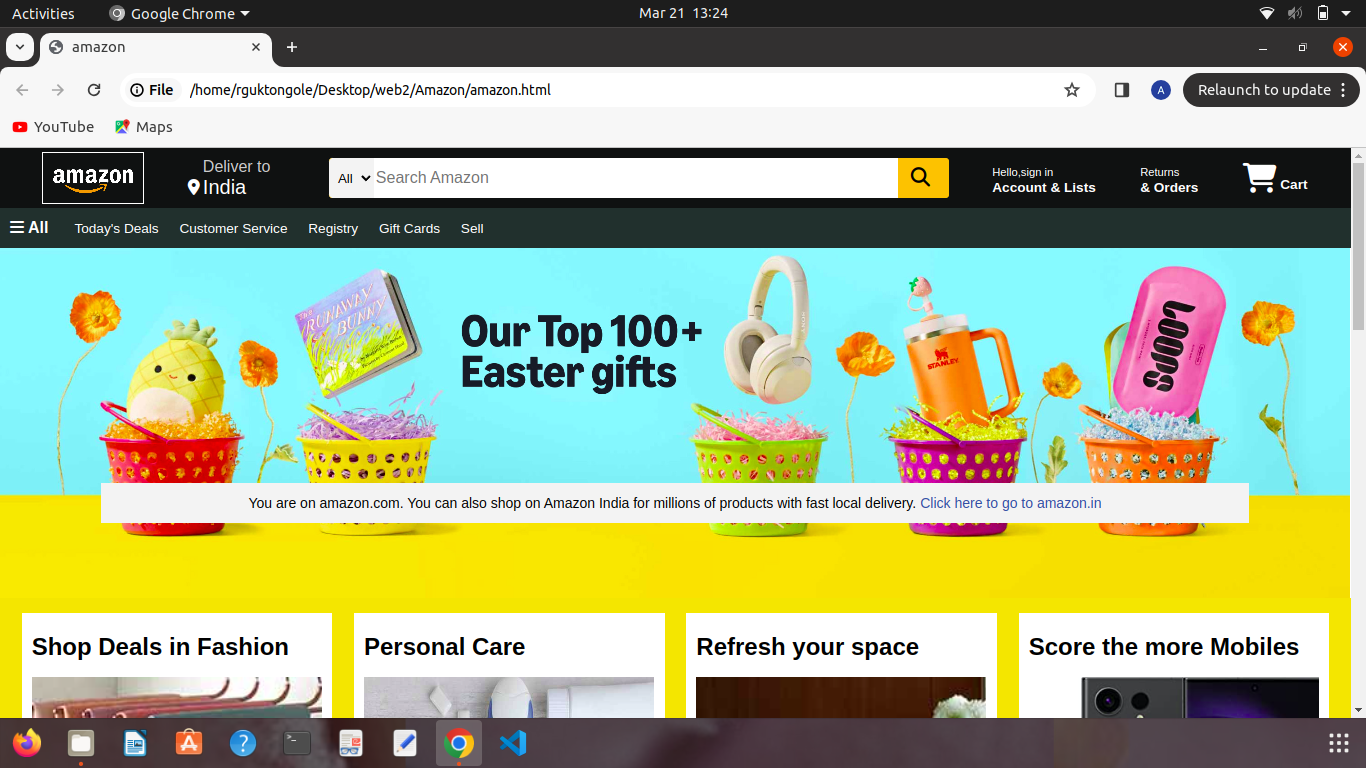 Activities Google Chrome Mar 21 13:24
amazon
File /home/rguktongole/Desktop/web2/Amazon/amazon.html A Relaunch to update
YouTube Maps
amazon
Deliver to
India
All Search Amazon
Hello,sign in
Account & Lists
Returns
& Orders
Cart
All Today's Deals Customer Service Registry Gift Cards Sell
THE RUNAWAY BUNNY
Our Top 100+
Easter gifts
STANLEY
LOOPS
You are on amazon.com. You can also shop on Amazon India for millions of products with fast local delivery. Click here to go to amazon.in
Shop Deals in Fashion
Personal Care
Refresh your space
Score the more Mobiles